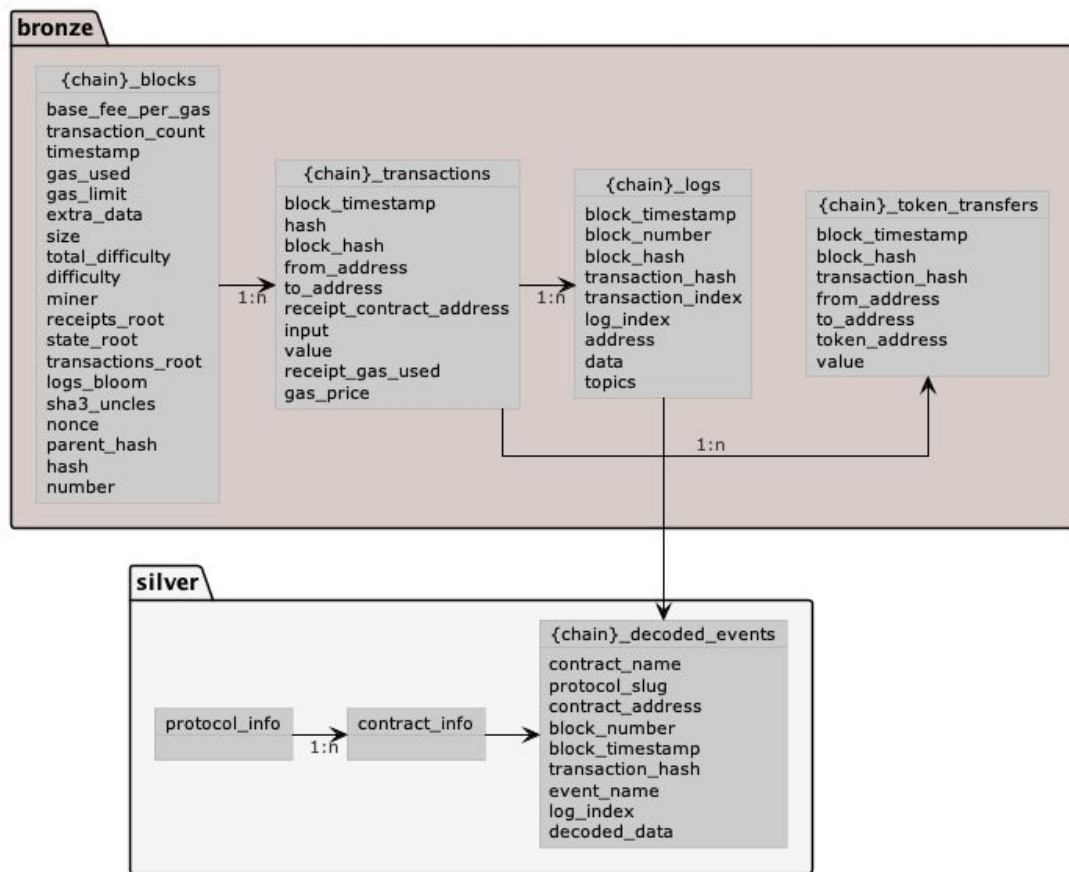 bronze
{chain}_blocks
base_fee_per_gas
transaction_count
timestamp
gas_used
gas_limit
extra_data
size
total_difficulty
difficulty
miner
receipts_root
state_root
transactions_root
logs_bloom
sha3_uncles
nonce
parent_hash
hash
number
1:n
{chain}_transactions
block_timestamp
hash
block_hash
from_address
to_address
receipt_contract_address
input
value
receipt_gas_used
gas_price
1:n
{chain}_logs
block_timestamp
block_number
block_hash
transaction_hash
transaction_index
log_index
address
data
topics
{chain}_token_transfers
block_timestamp
block_hash
transaction_hash
from_address
to_address
token_address
value
1:n
silver
protocol_info
1:n
contract_info
{chain}_decoded_events
contract_name
protocol_slug
contract_address
block_number
block_timestamp
transaction_hash
event_name
log_index
decoded_data